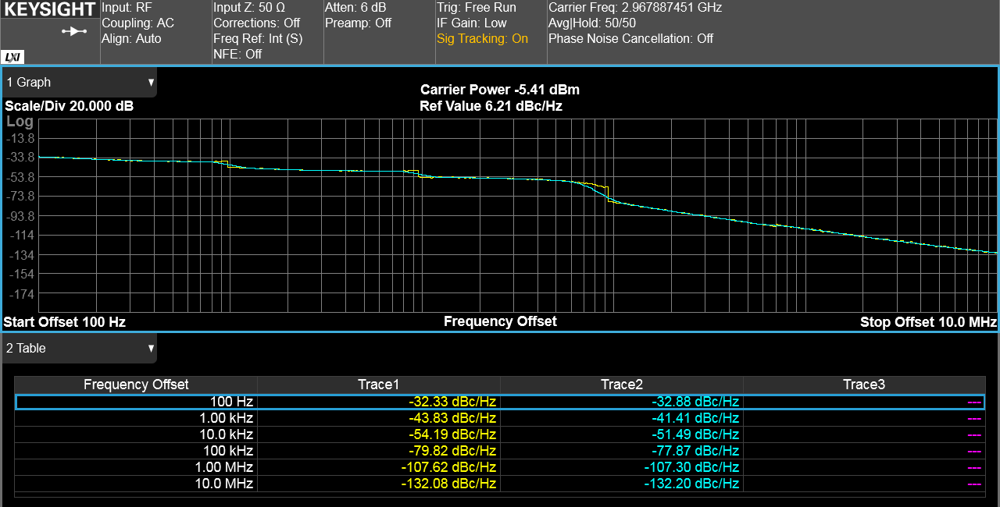 KEYSIGHT
LXI
Input: RF
Coupling: AC
Align: Auto
Input Z: 50 Ω
Corrections: Off
Freq Ref: Int (S)
NFE: Off
Atten: 6 dB
Preamp: Off
Trig: Free Run
IF Gain: Low
Sig Tracking: On
Carrier Freq: 2.967887451 GHz
Avg|Hold: 50/50
Phase Noise Cancellation: Off
1 Graph ▼
Carrier Power -5.41 dBm
Scale/Div 20.000 dB
Ref Value 6.21 dBc/Hz
Log
-13.8
-33.8
-53.8
-73.8
-93.8
-114
-134
-154
-174
Start Offset 100 Hz
Frequency Offset
Stop Offset 10.0 MHz
2 Table ▼
Frequency Offset Trace1 Trace2 Trace3
100 Hz -32.33 dBc/Hz -32.88 dBc/Hz ---
1.00 kHz -43.83 dBc/Hz -41.41 dBc/Hz ---
10.0 kHz -54.19 dBc/Hz -51.49 dBc/Hz ---
100 kHz -79.82 dBc/Hz -77.87 dBc/Hz ---
1.00 MHz -107.62 dBc/Hz -107.30 dBc/Hz ---
10.0 MHz -132.08 dBc/Hz -132.20 dBc/Hz ---